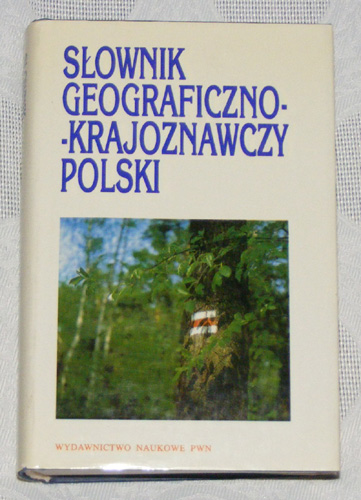 SŁOWNIK
GEOGRAFICZNO-
-KRAJOZNAWCZY
POLSKI
WYDAWNICTWO NAUKOWE PWN